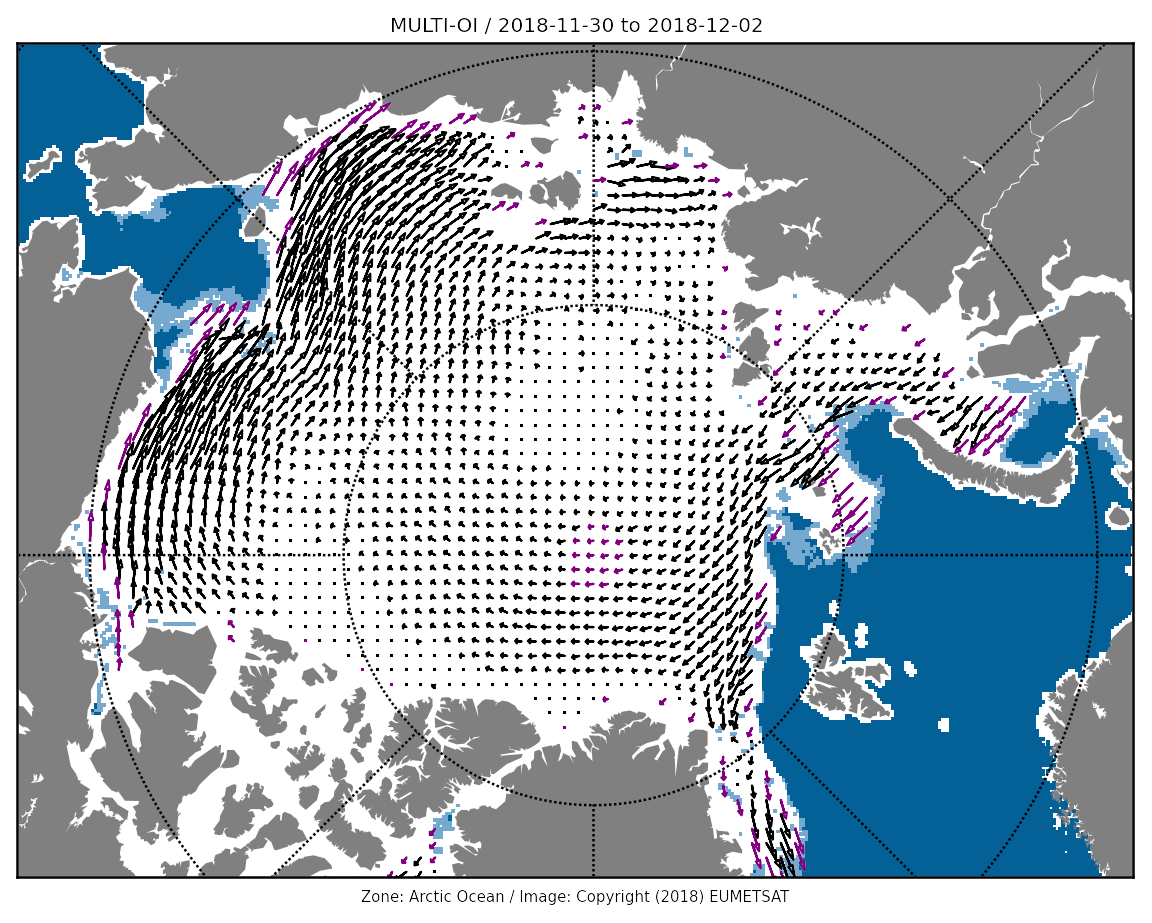 MULTI-OI / 2018-11-30 to 2018-12-02
Zone: Arctic Ocean / Image: Copyright (2018) EUMETSAT